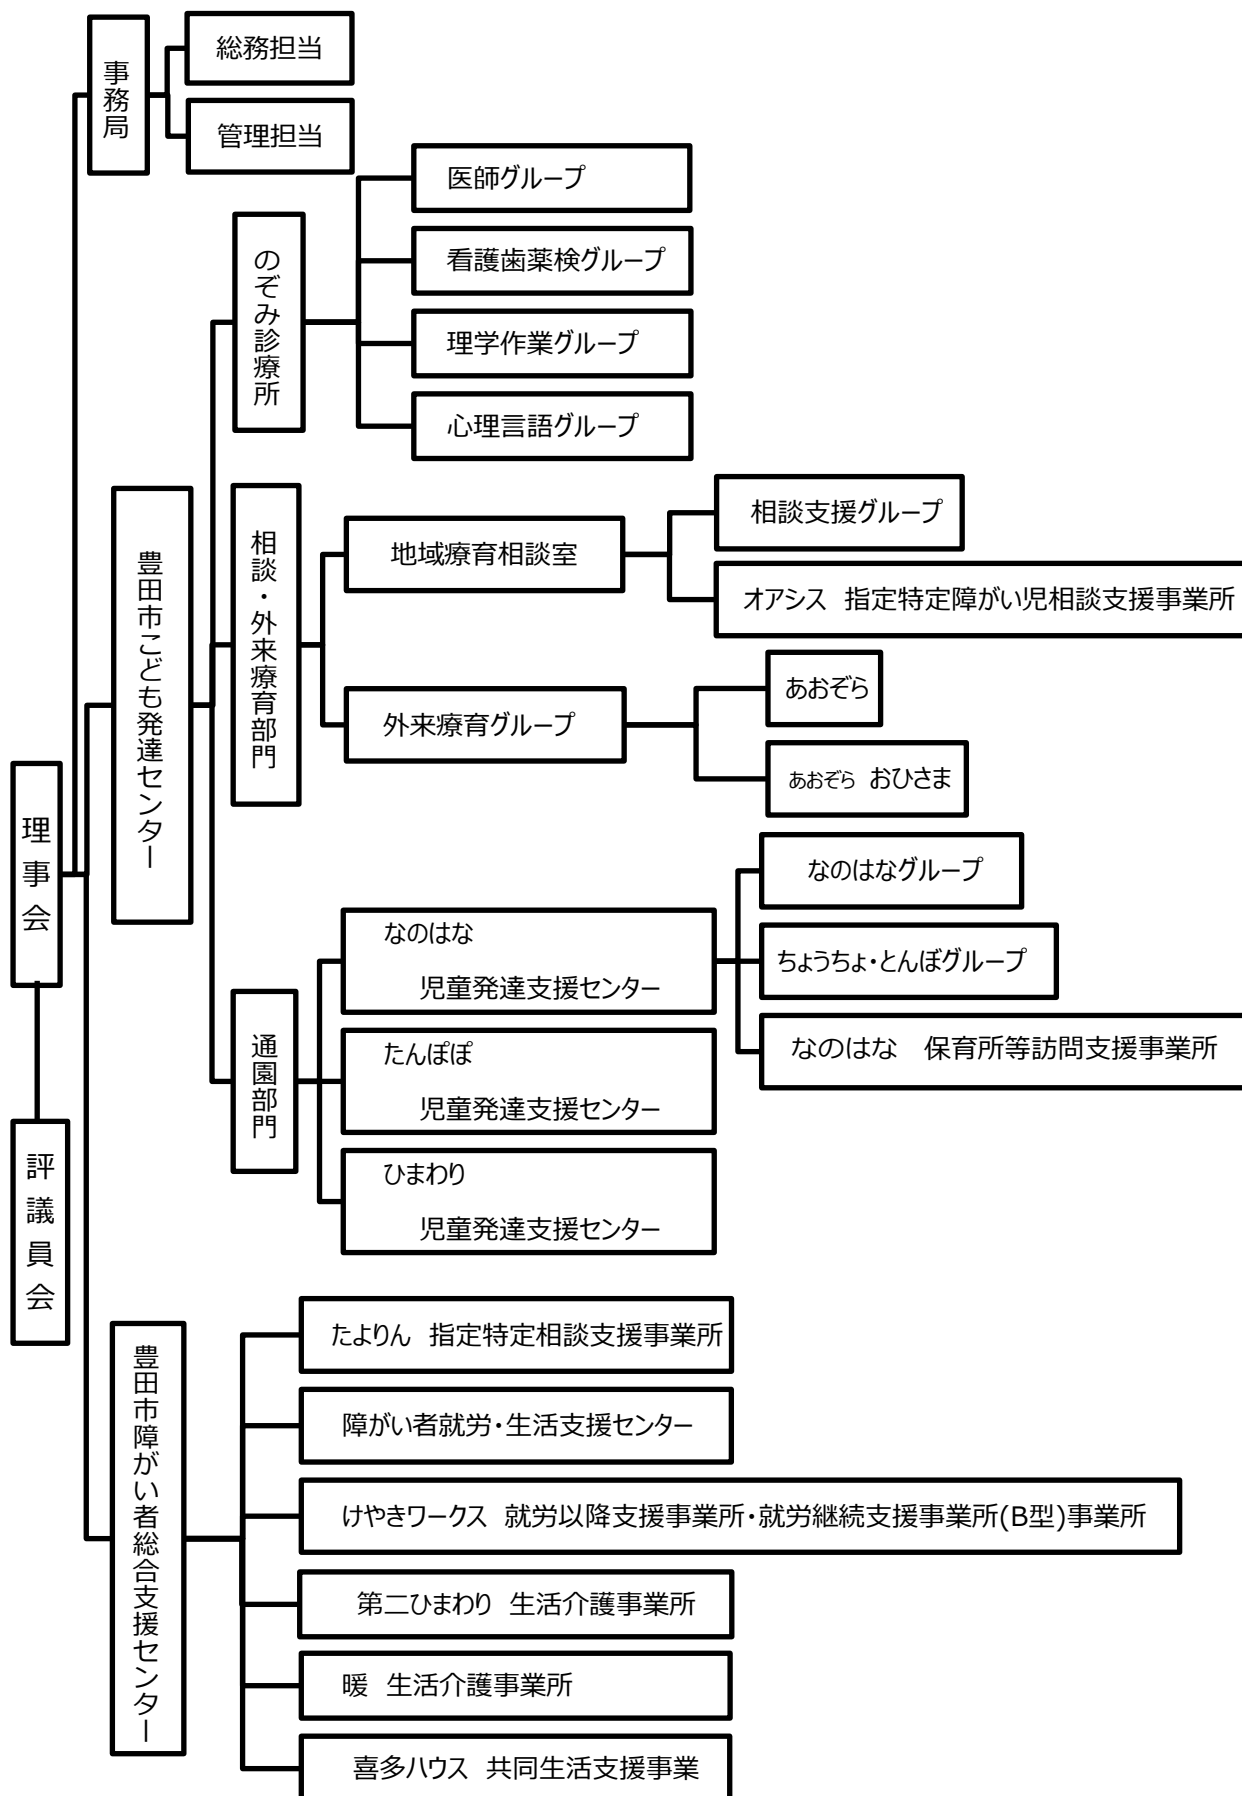 事務局
総務担当
管理担当
のぞみ診療所
医師グループ
看護歯薬検グループ
理学作業グループ
心理言語グループ
豊田市こども発達センター
相談・外来療育部門
地域療育相談室
相談支援グループ
オアシス 指定特定障がい児相談支援事業所
外来療育グループ
あおぞら
あおぞら おひさま
理事会
評議員会
通園部門
なのはな
児童発達支援センター
なのはなグループ
ちょうちょ・とんぼグループ
なのはな 保育所等訪問支援事業所
たんぽぽ
児童発達支援センター
ひまわり
児童発達支援センター
豊田市障がい者総合支援センター
たよりん 指定特定相談支援事業所
障がい者就労・生活支援センター
けやきワークス 就労以降支援事業所・就労継続支援事業所(B型)事業所
第二ひまわり 生活介護事業所
暖 生活介護事業所
喜多ハウス 共同生活支援事業